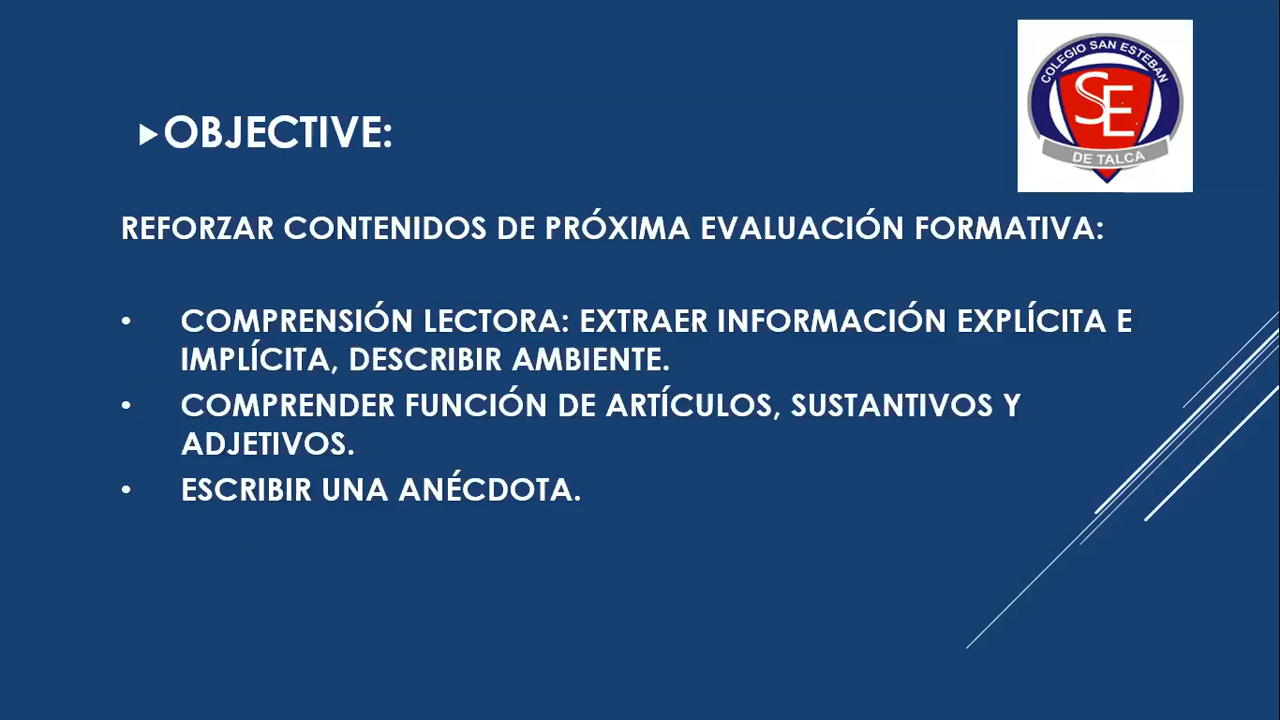 COLEGIO SAN ESTEBAN
SE
DE TALCA
OBJECTIVE:
REFORZAR CONTENIDOS DE PRÓXIMA EVALUACIÓN FORMATIVA:
• COMPRENSIÓN LECTORA: EXTRAER INFORMACIÓN EXPLÍCITA E
IMPLÍCITA, DESCRIBIR AMBIENTE.
• COMPRENDER FUNCIÓN DE ARTÍCULOS, SUSTANTIVOS Y
ADJETIVOS.
• ESCRIBIR UNA ANÉCDOTA.